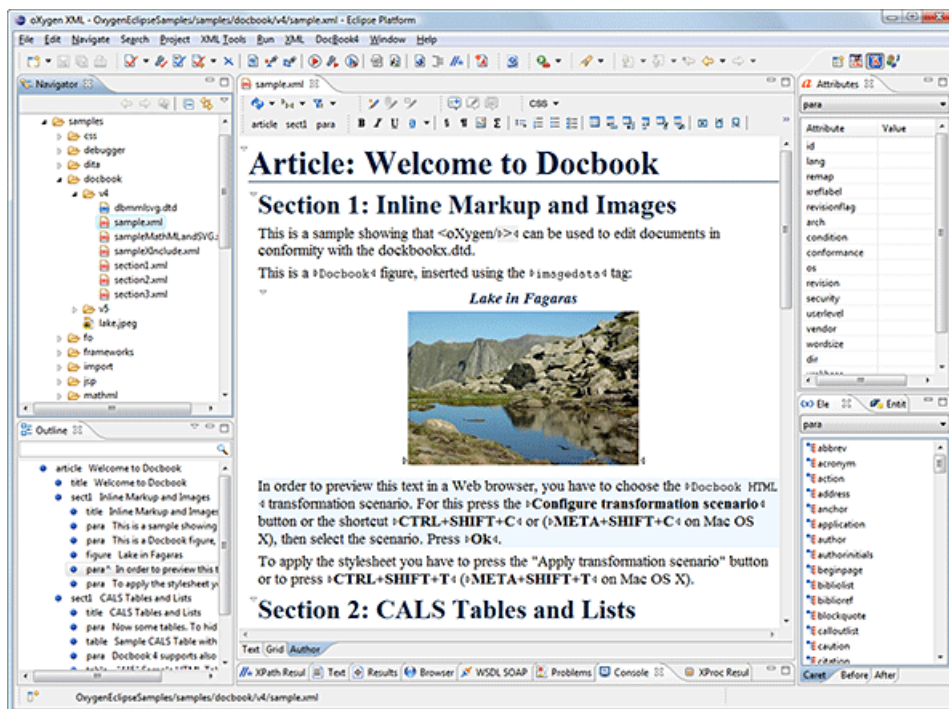 oXygen XML - OxygenEclipseSamples/samples/docbook/v4/sample.xml - Eclipse Platform
File Edit Navigate Search Project XML Tools Run XML DocBook4 Window Help
Navigator
samples
css
debugger
dita
docbook
v4
dbmmlsvg.dtd
sample.xml
sampleMathMLandSVG.
sampleXInclude.xml
section1.xml
section2.xml
section3.xml
v5
lake.jpeg
fo
frameworks
import
jsp
mathml
Outline
article Welcome to Docbook
title Welcome to Docbook
sect1 Inline Markup and Images
title Inline Markup and Images
para This is a sample showing
para This is a Docbook figure,
figure Lake in Fagaras
para* In order to preview this t
para To apply the stylesheet yo
sect1 CALS Tables and Lists
title CALS Tables and Lists
para Now some tables. To hid
table Sample CALS Table with
para Docbook 4 supports also
sample.xml
CSS
article sect1 para B I U
Article: Welcome to Docbook
Section 1: Inline Markup and Images
This is a sample showing that <oXygen/> can be used to edit documents in
conformity with the dockbookx.dtd.
This is a Docbook figure, inserted using the imagedata tag:
Lake in Fagaras
In order to preview this text in a Web browser, you have to choose the Docbook HTML
transformation scenario. For this press the Configure transformation scenario
button or the shortcut CTRL+SHIFT+C or (META+SHIFT+C on Mac OS
X), then select the scenario. Press Ok.
To apply the stylesheet you have to press the "Apply transformation scenario" button
or to press CTRL+SHIFT+T (META+SHIFT+T on Mac OS X).
Section 2: CALS Tables and Lists
Text Grid Author
XPath Resul Text Results Browser WSDL SOAP Problems Console XProc Resul
Attributes
para
Attribute Value
id
lang
remap
xreflabel
revisionflag
arch
condition
conformance
os
revision
security
userlevel
vendor
wordsize
dir
Ele Entit
para
abbrev
acronym
action
address
anchor
application
author
authorinitials
beginpage
bibliolist
biblioref
blockquote
calloutlist
caution
citation
Caret Before After
OxygenEclipseSamples/samples/docbook/v4/sample.xml